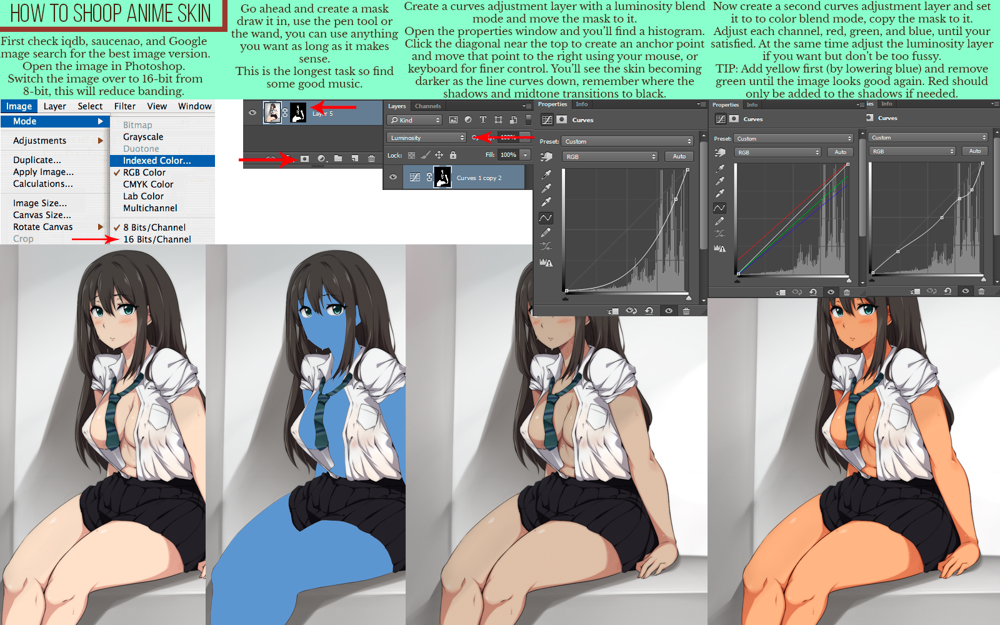 HOW TO SHOOP ANIME SKIN
First check iqdb, saucenao, and Google
mage search for the best image version.
Open the image in Photoshop.
Switch the image over to 16-bit from
8-bit, this will reduce banding.
Go ahead and create a mask
draw it in, use the pen tool or
the wand, you can use anything
you want as long as it makes
sense.
This is the longest task so find
some good music.
Create a curves adjustment layer with a luminosity blend
mode and move the mask to it.
Open the properties window and you'll find a histogram.
Click the diagonal near the top to create an anchor point
and move that point to the right using your mouse, or
keyboard for finer control. You'll see the skin becoming
darker as the line curves down, remember where the
shadows and midtone transitions to black.
Now create a second curves adjustment layer and set
it to to color blend mode, copy the mask to it.
Adjust each channel, red, green, and blue, until your
satisfied. At the same time adjust the luminosity layer
if you want but don't be too fussy.
TIP: Add yellow first (by lowering blue) and remove
green until the image looks good again. Red should
only be added to the shadows if needed.
Image Layer Select Filter View Window
Mode
Adjustments
Duplicate...
Apply Image...
Calculations...
Image Size...
Canvas Size...
Rotate Canvas
Crop
Bitmap
Grayscale
Duotone
Indexed Color...
RGB Color
CMYK Color
Lab Color
Multichannel
8 Bits/Channel
16 Bits/Channel
Layer 5
Layers Channels
Kind
Luminosity
100%
Lock: Fill: 100%
Curves 1 copy 2
Properties Info
Curves
Preset: Custom
RGB Auto
Properties Info
Curves
Preset: Custom
RGB Auto
ies Info
Curves
Custom
RGB Auto